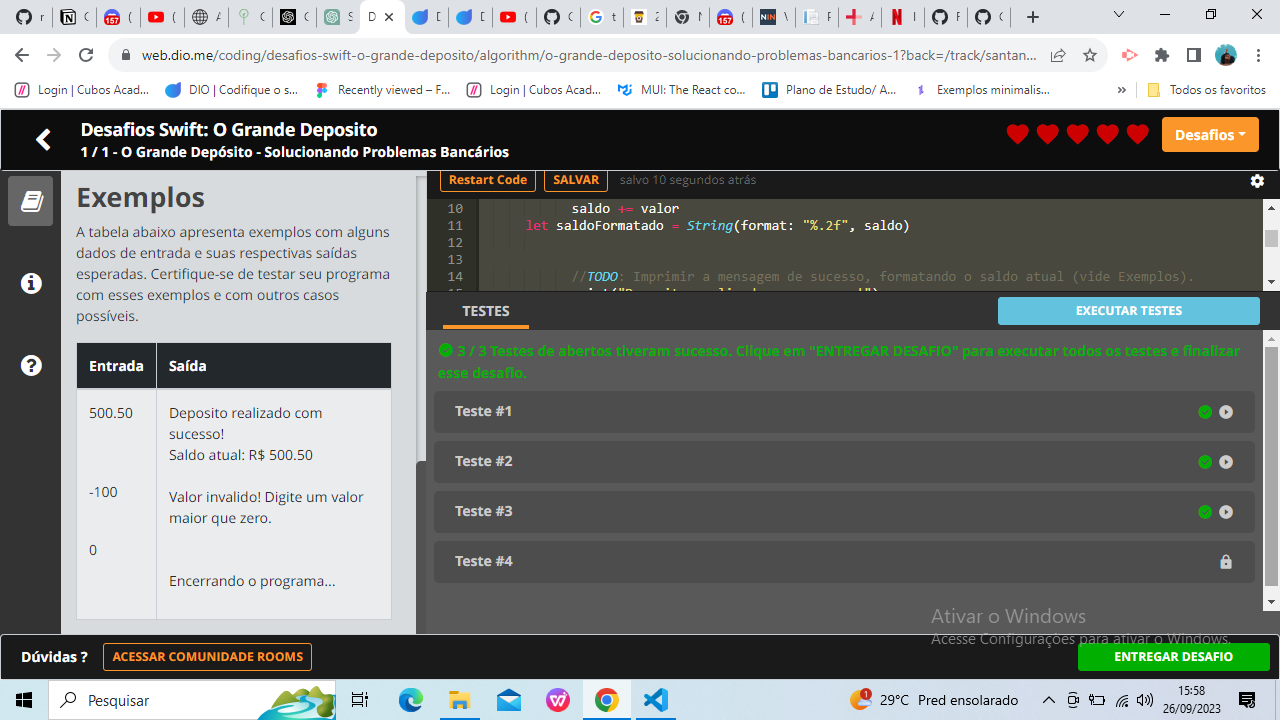 web.dio.me/coding/desafios-swift-o-grande-deposito/algorithm/o-grande-deposito-solucionando-problemas-bancarios-1?back=/track/santan...
Login | Cubos Acad...
DIO | Codifique o s...
Recently viewed – F...
Login | Cubos Acad...
MUI: The React co...
Plano de Estudo/ A...
Exemplos minimalis...
»
Todos os favoritos
Desafios Swift: O Grande Deposito
1 / 1 - O Grande Depósito - Solucionando Problemas Bancários
Desafios
Exemplos
A tabela abaixo apresenta exemplos com alguns
dados de entrada e suas respectivas saídas
esperadas. Certifique-se de testar seu programa
com esses exemplos e com outros casos
possíveis.
Entrada
Saída
500.50
Deposito realizado com
sucesso!
Saldo atual: R$ 500.50
-100
Valor invalido! Digite um valor
maior que zero.
0
Encerrando o programa...
Restart Code
SALVAR
salvo 10 segundos atrás
10 saldo += valor
11 let saldoFormatado = String(format: "%.2f", saldo)
12
13
14 //TODO: Imprimir a mensagem de sucesso, formatando o saldo atual (vide Exemplos).
TESTES
EXECUTAR TESTES
3 / 3 Testes de abertos tiveram sucesso. Clique em "ENTREGAR DESAFIO" para executar todos os testes e finalizar
esse desafio.
Teste #1
Teste #2
Teste #3
Teste #4
Ativar o Windows
Acesse Configurações para ativar o Windows.
Dúvidas ?
ACESSAR COMUNIDADE ROOMS
ENTREGAR DESAFIO
Pesquisar
1
29°C Pred ensolarado
15:58
26/09/2023